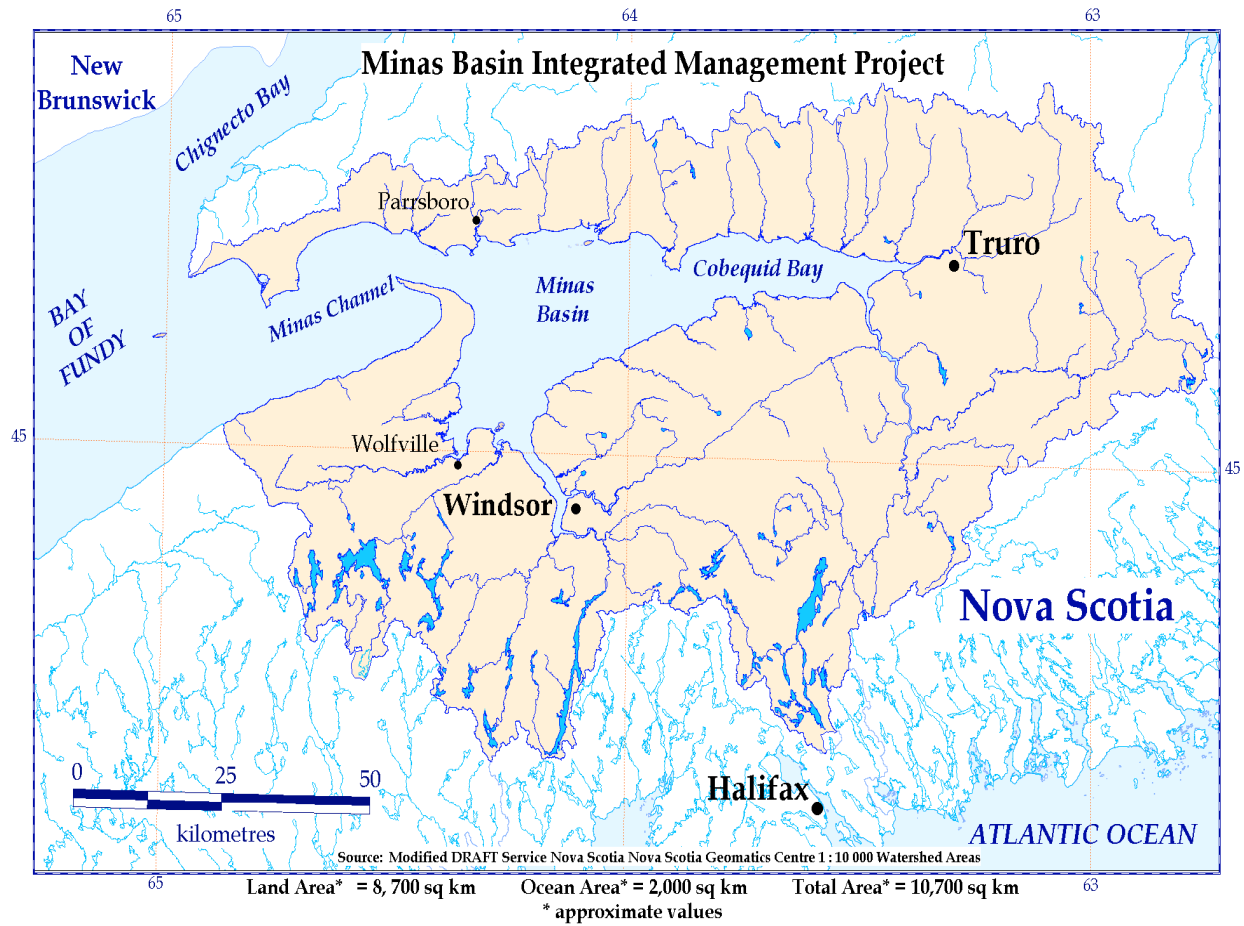 65
64
63
Minas Basin Integrated Management Project
New
Brunswick
Chignecto Bay
Parrsboro
Truro
Cobequid Bay
Minas
Basin
Minas Channel
BAY
OF
FUNDY
45
Wolfville
45
Windsor
Nova Scotia
0
25
50
kilometres
Halifax
ATLANTIC OCEAN
Source: Modified DRAFT Service Nova Scotia Nova Scotia Geomatics Centre 1 : 10 000 Watershed Areas
65
63
Land Area* = 8, 700 sq km Ocean Area* = 2,000 sq km Total Area* = 10,700 sq km
* approximate values